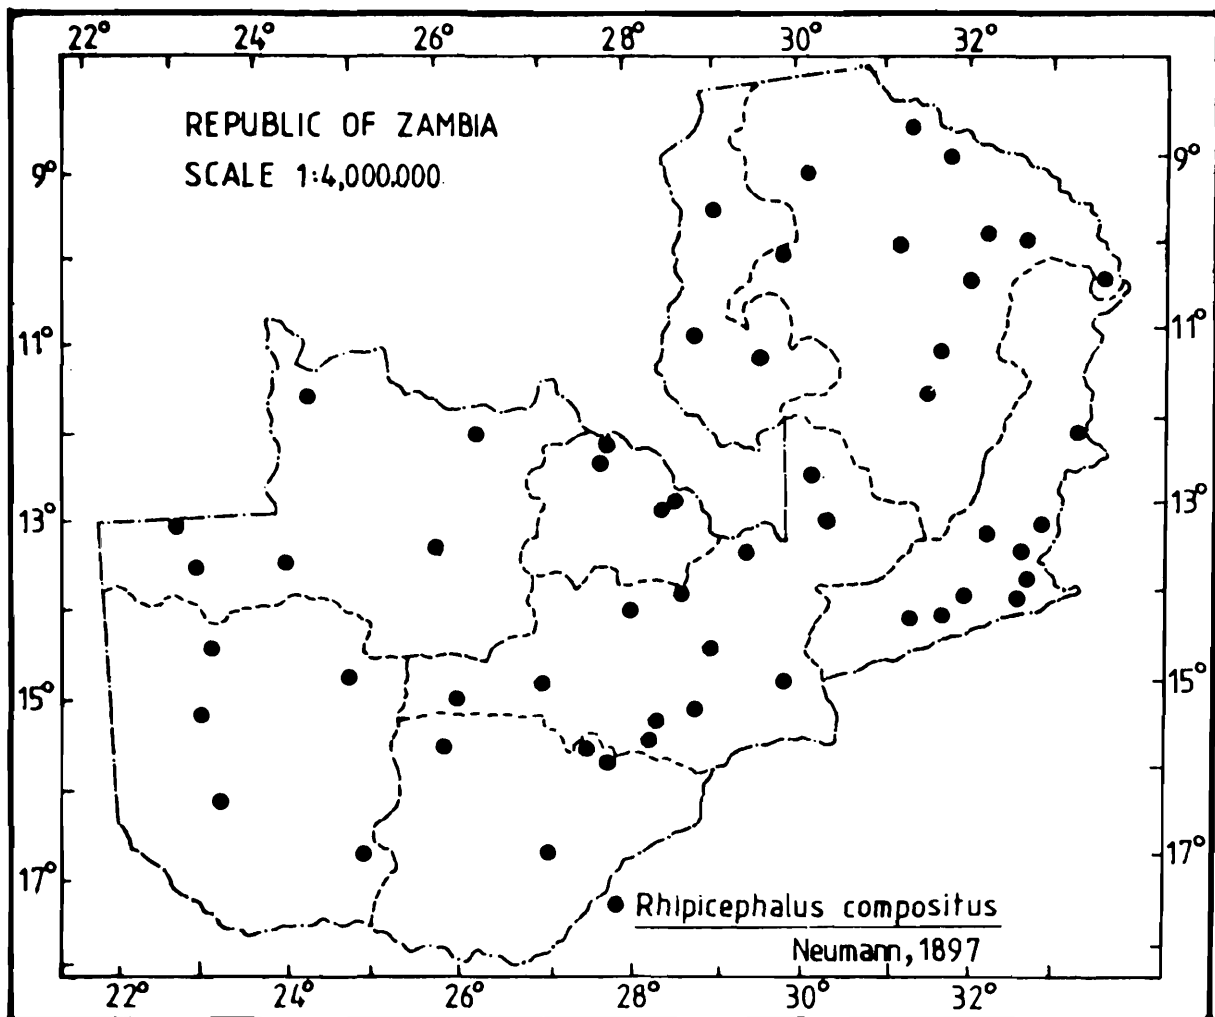 22° 24° 26° 28° 30° 32°
REPUBLIC OF ZAMBIA
SCALE 1:4,000.000
9° 9°
11° 11°
13° 13°
15° 15°
17° 17°
Rhipicephalus compositus
Neumann, 1897
22° 24° 26° 28° 30° 32°